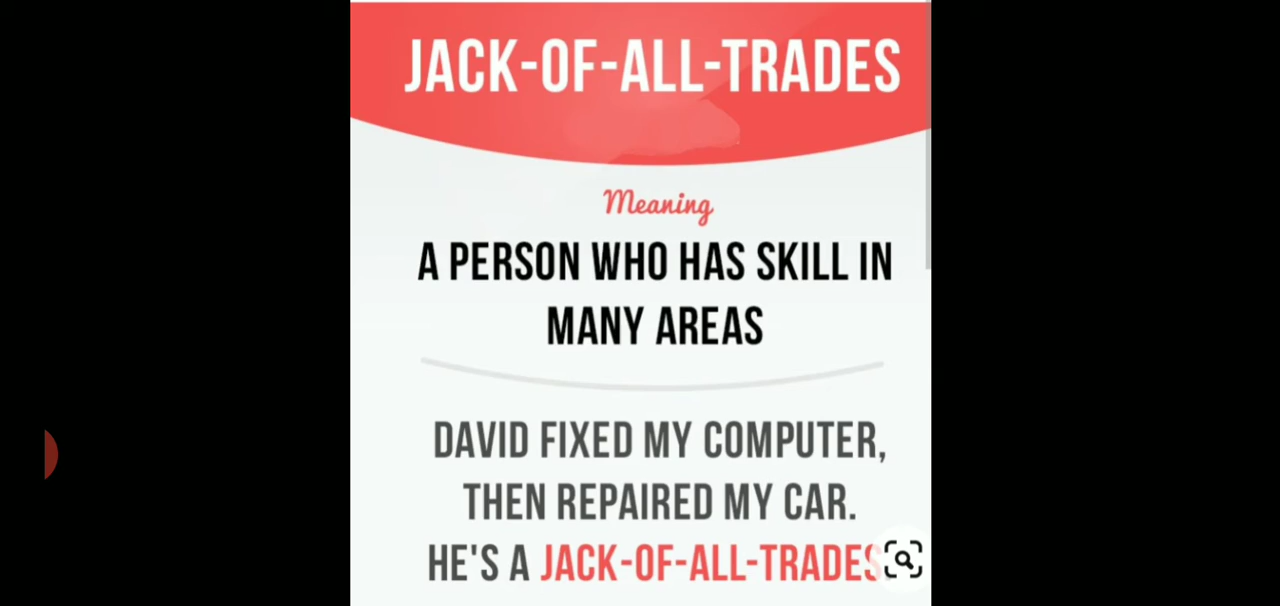 JACK-OF-ALL-TRADES
Meaning
A PERSON WHO HAS SKILL IN
MANY AREAS
DAVID FIXED MY COMPUTER,
THEN REPAIRED MY CAR.
HE'S A JACK-OF-ALL-TRADES.